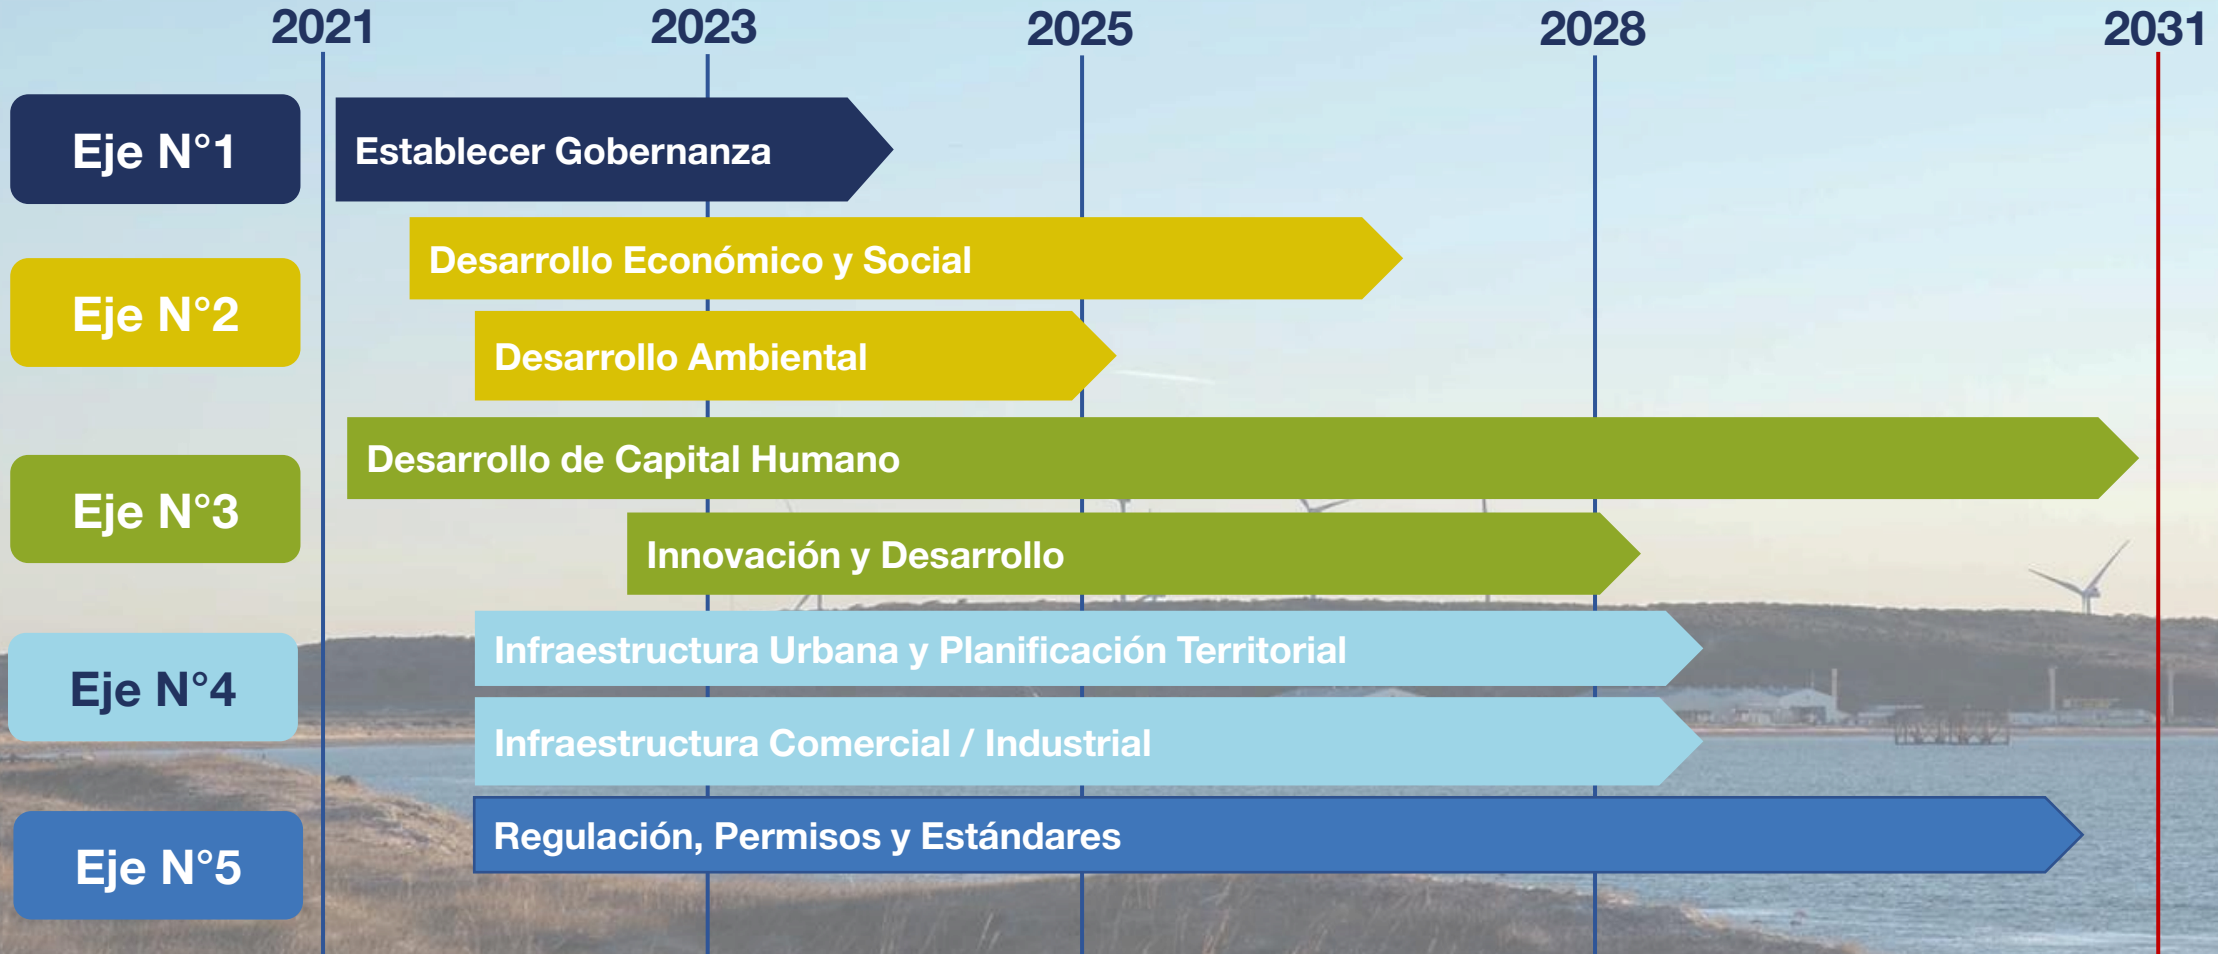 2021
2023
2025
2028
2031
Eje N°1
Establecer Gobernanza
Eje N°2
Desarrollo Económico y Social
Desarrollo Ambiental
Eje N°3
Desarrollo de Capital Humano
Innovación y Desarrollo
Eje N°4
Infraestructura Urbana y Planificación Territorial
Infraestructura Comercial / Industrial
Eje N°5
Regulación, Permisos y Estándares